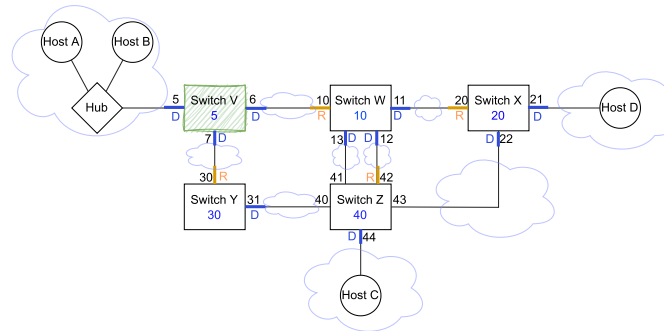 Host A
Host B
Hub
5
D
Switch V
5
6
D
7
D
10
R
Switch W
10
11
D
13
D
D
12
20
R
Switch X
20
21
D
D
22
Host D
30
R
Switch Y
30
31
D
41
R
42
40
Switch Z
40
43
D
44
Host C